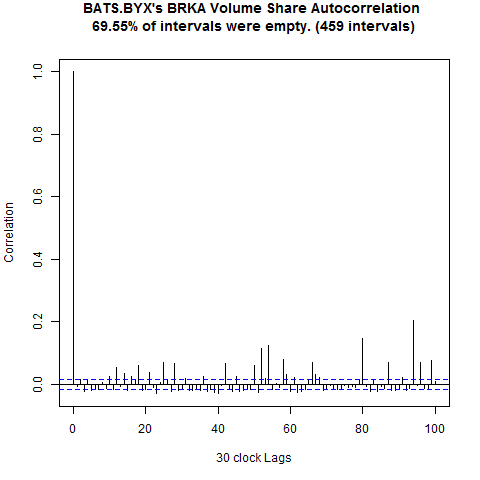 BATS.BYX's BRKA Volume Share Autocorrelation
69.55% of intervals were empty. (459 intervals)
1.0
0.8
0.6
0.4
0.2
0.0
Correlation
0 20 40 60 80 100
30 clock Lags